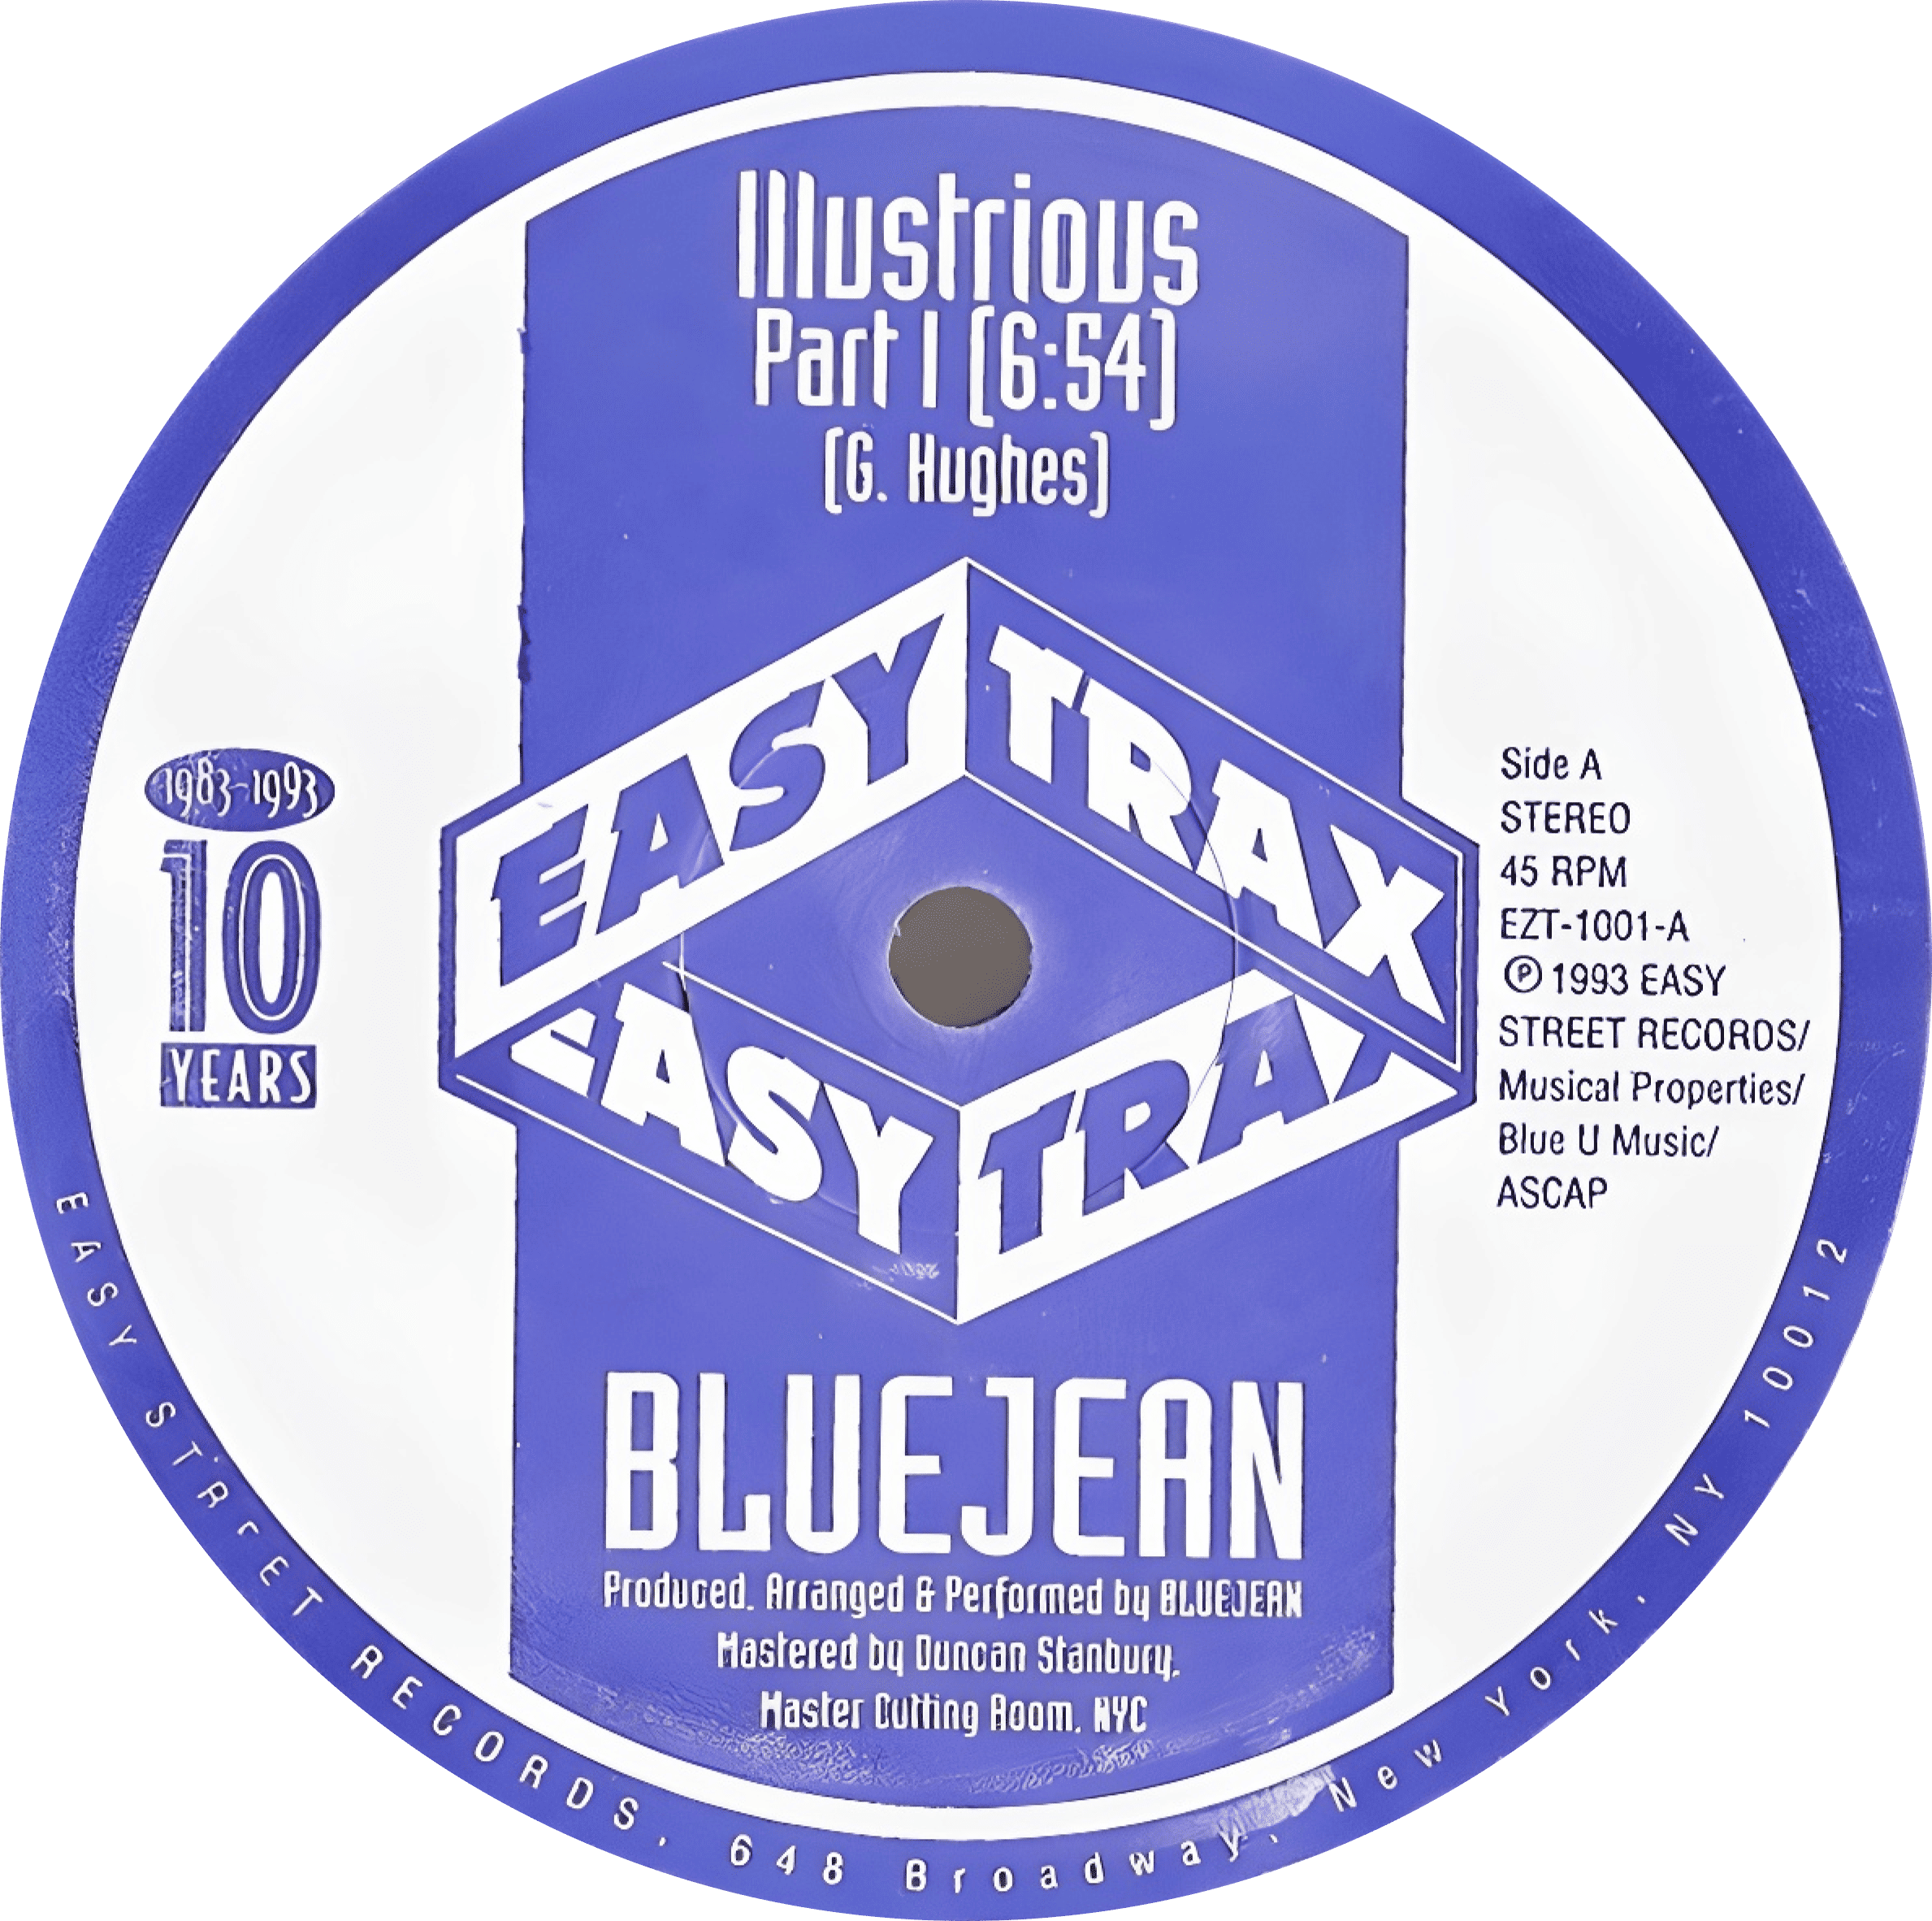 Illustrious
Part I [6:54]
[G. Hughes]
EASY TRAX
EASY TRAX
1983-1993
10
YEARS
Side A
STEREO
45 RPM
EZT-1001-A
Ⓟ 1993 EASY
STREET RECORDS/
Musical Properties/
Blue U Music/
ASCAP
BLUEJEAN
Produced, Arranged & Performed by BLUEJEAN
Mastered by Duncan Stanbury,
Master Cutting Room, NYC
EASY STREET RECORDS, 648 Broadway, New York, NY 10012